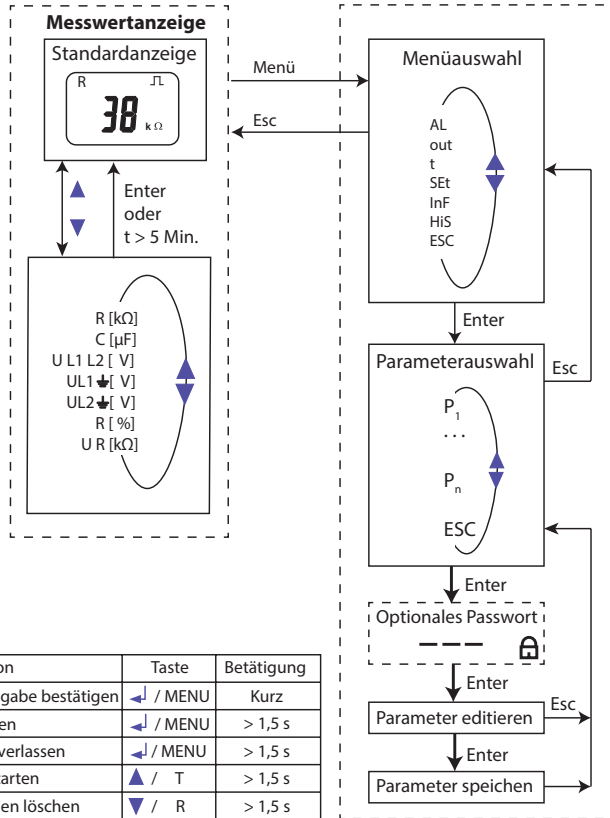 Messwertanzeige
Standardanzeige
R
38 kΩ
Enter
oder
t > 5 Min.
R [kΩ]
C [µF]
U L1 L2 [ V]
UL1 ⏚[ V]
UL2 ⏚[ V]
R [ %]
U R [kΩ]
Menü
Esc
Menüauswahl
AL
out
t
SEt
InF
HiS
ESC
Enter
Parameterauswahl
Esc
P1
...
Pn
ESC
Enter
Optionales Passwort
Enter
Parameter editieren
Esc
Enter
Parameter speichen
on Taste Betätigung
gabe bestätigen ↵ / MENU Kurz
en ↵ / MENU > 1,5 s
verlassen ↵ / MENU > 1,5 s
tarten ▲ / T > 1,5 s
en löschen ▼ / R > 1,5 s